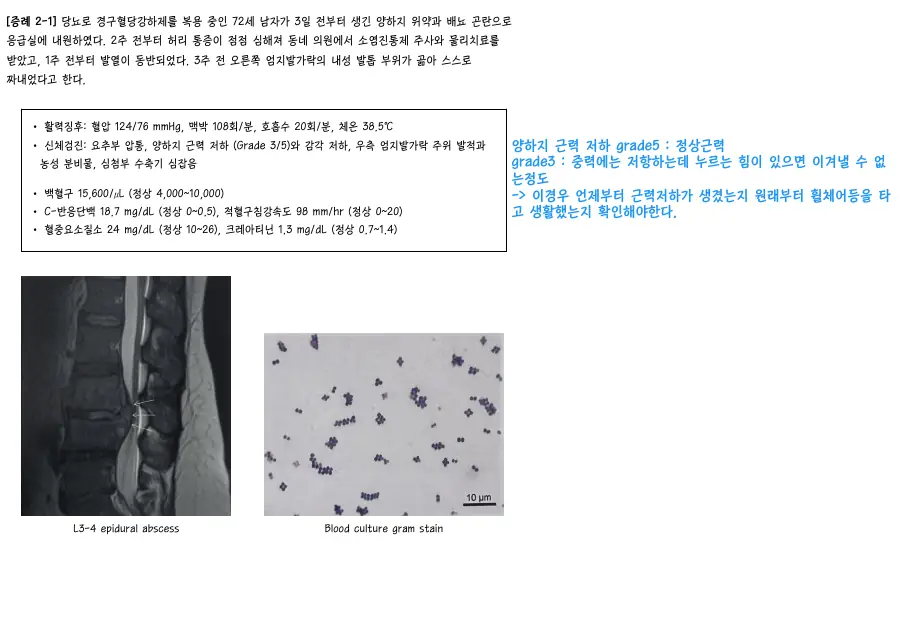 [증례 2-1] 당뇨로 경구혈당강하제를 복용 중인 72세 남자가 3일 전부터 생긴 양하지 위약과 배뇨 곤란으로
응급실에 내원하였다. 2주 전부터 허리 통증이 점점 심해져 동네 의원에서 소염진통제 주사와 물리치료를
받았고, 1주 전부터 발열이 동반되었다. 3주 전 오른쪽 엄지발가락의 내성 발톱 부위가 곪아 스스로
짜내었다고 한다.
• 활력징후: 혈압 124/76 mmHg, 맥박 108회/분, 호흡수 20회/분, 체온 38.5℃
• 신체검진: 요추부 압통, 양하지 근력 저하 (Grade 3/5)와 감각 저하, 우측 엄지발가락 주위 발적과
농성 분비물, 심첨부 수축기 심잡음
• 백혈구 15,600/μL (정상 4,000~10,000)
• C-반응단백 18.7 mg/dL (정상 0~0.5), 적혈구침강속도 98 mm/hr (정상 0~20)
• 혈중요소질소 24 mg/dL (정상 10~26), 크레아티닌 1.3 mg/dL (정상 0.7~1.4)
양하지 근력 저하 grade5 : 정상근력
grade3 : 중력에는 저항하는데 누르는 힘이 있으면 이겨낼 수 없
는정도
-> 이경우 언제부터 근력저하가 생겼는지 원래부터 휠체어등을 타
고 생활했는지 확인해야한다.
10 μm
L3-4 epidural abscess
Blood culture gram stain